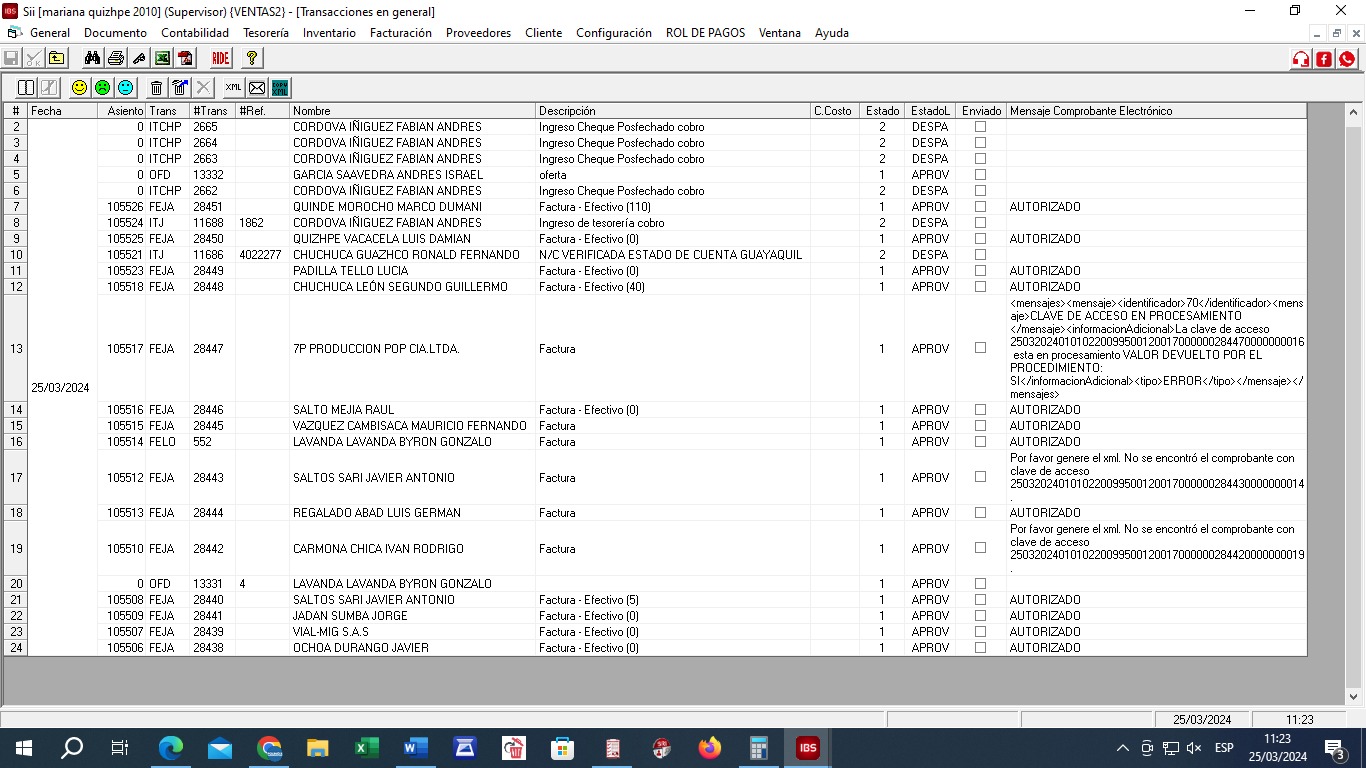 IBS Sii [mariana quizhpe 2010] (Supervisor) {VENTAS2} - [Transacciones en general]
General Documento Contabilidad Tesorería Inventario Facturación Proveedores Cliente Configuración ROL DE PAGOS Ventana Ayuda
OK RIDE ?
XML
# Fecha Asiento Trans #Trans #Ref. Nombre Descripción C.Costo Estado EstadoL Enviado Mensaje Comprobante Electrónico
2 0 ITCHP 2665 CORDOVA IÑIGUEZ FABIAN ANDRES Ingreso Cheque Posfechado cobro 2 DESPA
3 0 ITCHP 2664 CORDOVA IÑIGUEZ FABIAN ANDRES Ingreso Cheque Posfechado cobro 2 DESPA
4 0 ITCHP 2663 CORDOVA IÑIGUEZ FABIAN ANDRES Ingreso Cheque Posfechado cobro 2 DESPA
5 0 OFD 13332 GARCIA SAAVEDRA ANDRES ISRAEL oferta 1 APROV
6 0 ITCHP 2662 CORDOVA IÑIGUEZ FABIAN ANDRES Ingreso Cheque Posfechado cobro 2 DESPA
7 105526 FEJA 28451 QUINDE MOROCHO MARCO DUMANI Factura - Efectivo (110) 1 APROV AUTORIZADO
8 105524 ITJ 11688 1862 CORDOVA IÑIGUEZ FABIAN ANDRES Ingreso de tesorería cobro 2 DESPA
9 105525 FEJA 28450 QUIZHPE VACACELA LUIS DAMIAN Factura - Efectivo (0) 1 APROV AUTORIZADO
10 105521 ITJ 11686 4022277 CHUCHUCA GUAZHCO RONALD FERNANDO N/C VERIFICADA ESTADO DE CUENTA GUAYAQUIL 2 DESPA
11 105523 FEJA 28449 PADILLA TELLO LUCIA Factura - Efectivo (0) 1 APROV AUTORIZADO
12 105518 FEJA 28448 CHUCHUCA LEÓN SEGUNDO GUILLERMO Factura - Efectivo (40) 1 APROV AUTORIZADO
13 105517 FEJA 28447 7P PRODUCCION POP CIA.LTDA. Factura 1 APROV
<mensajes><mensaje><identificador>70</identificador><mens
aje>CLAVE DE ACCESO EN PROCESAMIENTO
</mensaje><informacionAdicional>La clave de acceso
2503202401010220099500120017000000284470000000016
esta en procesamiento VALOR DEVUELTO POR EL
PROCEDIMIENTO:
SI</informacionAdicional><tipo>ERROR</tipo></mensaje></
mensajes>
25/03/2024
14 105516 FEJA 28446 SALTO MEJIA RAUL Factura - Efectivo (0) 1 APROV AUTORIZADO
15 105515 FEJA 28445 VAZQUEZ CAMBISACA MAURICIO FERNANDO Factura 1 APROV AUTORIZADO
16 105514 FELO 552 LAVANDA LAVANDA BYRON GONZALO Factura 1 APROV AUTORIZADO
17 105512 FEJA 28443 SALTOS SARI JAVIER ANTONIO Factura 1 APROV
Por favor genere el xml. No se encontró el comprobante con
clave de acceso
2503202401010220099500120017000000284430000000014
.
18 105513 FEJA 28444 REGALADO ABAD LUIS GERMAN Factura 1 APROV AUTORIZADO
19 105510 FEJA 28442 CARMONA CHICA IVAN RODRIGO Factura 1 APROV
Por favor genere el xml. No se encontró el comprobante con
clave de acceso
2503202401010220099500120017000000284420000000019
.
20 0 OFD 13331 4 LAVANDA LAVANDA BYRON GONZALO 1 APROV
21 105508 FEJA 28440 SALTOS SARI JAVIER ANTONIO Factura - Efectivo (5) 1 APROV AUTORIZADO
22 105509 FEJA 28441 JADAN SUMBA JORGE Factura - Efectivo (0) 1 APROV AUTORIZADO
23 105507 FEJA 28439 VIAL-MIG S.A.S Factura - Efectivo (0) 1 APROV AUTORIZADO
24 105506 FEJA 28438 OCHOA DURANGO JAVIER Factura - Efectivo (0) 1 APROV AUTORIZADO
25/03/2024 11:23
IBS ESP 11:23
25/03/2024 3